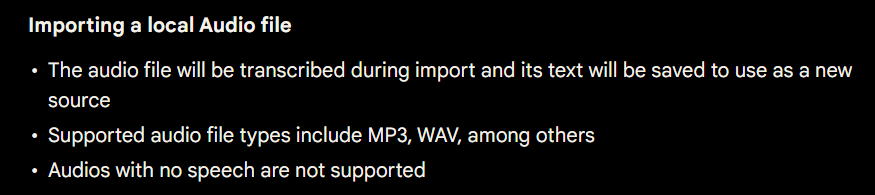 Importing a local Audio file
• The audio file will be transcribed during import and its text will be saved to use as a new
source
• Supported audio file types include MP3, WAV, among others
• Audios with no speech are not supported